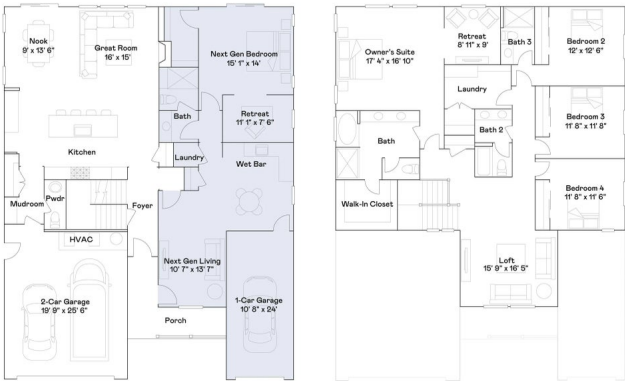 Nook
9' x 13' 6"
Great Room
16' x 15'
Next Gen Bedroom
15' 1" x 14'
Bath
Retreat
11' 1" x 7' 6"
Kitchen
Laundry
Wet Bar
Mudroom
Pwdr
Foyer
HVAC
Next Gen Living
10' 7" x 13' 7"
2-Car Garage
19' 9" x 25' 6"
1-Car Garage
10' 8" x 24'
Porch
Owner's Suite
17' 4" x 16' 10"
Retreat
8' 11" x 9'
Bath 3
Bedroom 2
12' x 12' 6"
Laundry
Bedroom 3
11' 8" x 11' 8"
Bath
Bath 2
Walk-In Closet
Bedroom 4
11' 8" x 11' 6"
Loft
15' 9" x 16' 5"